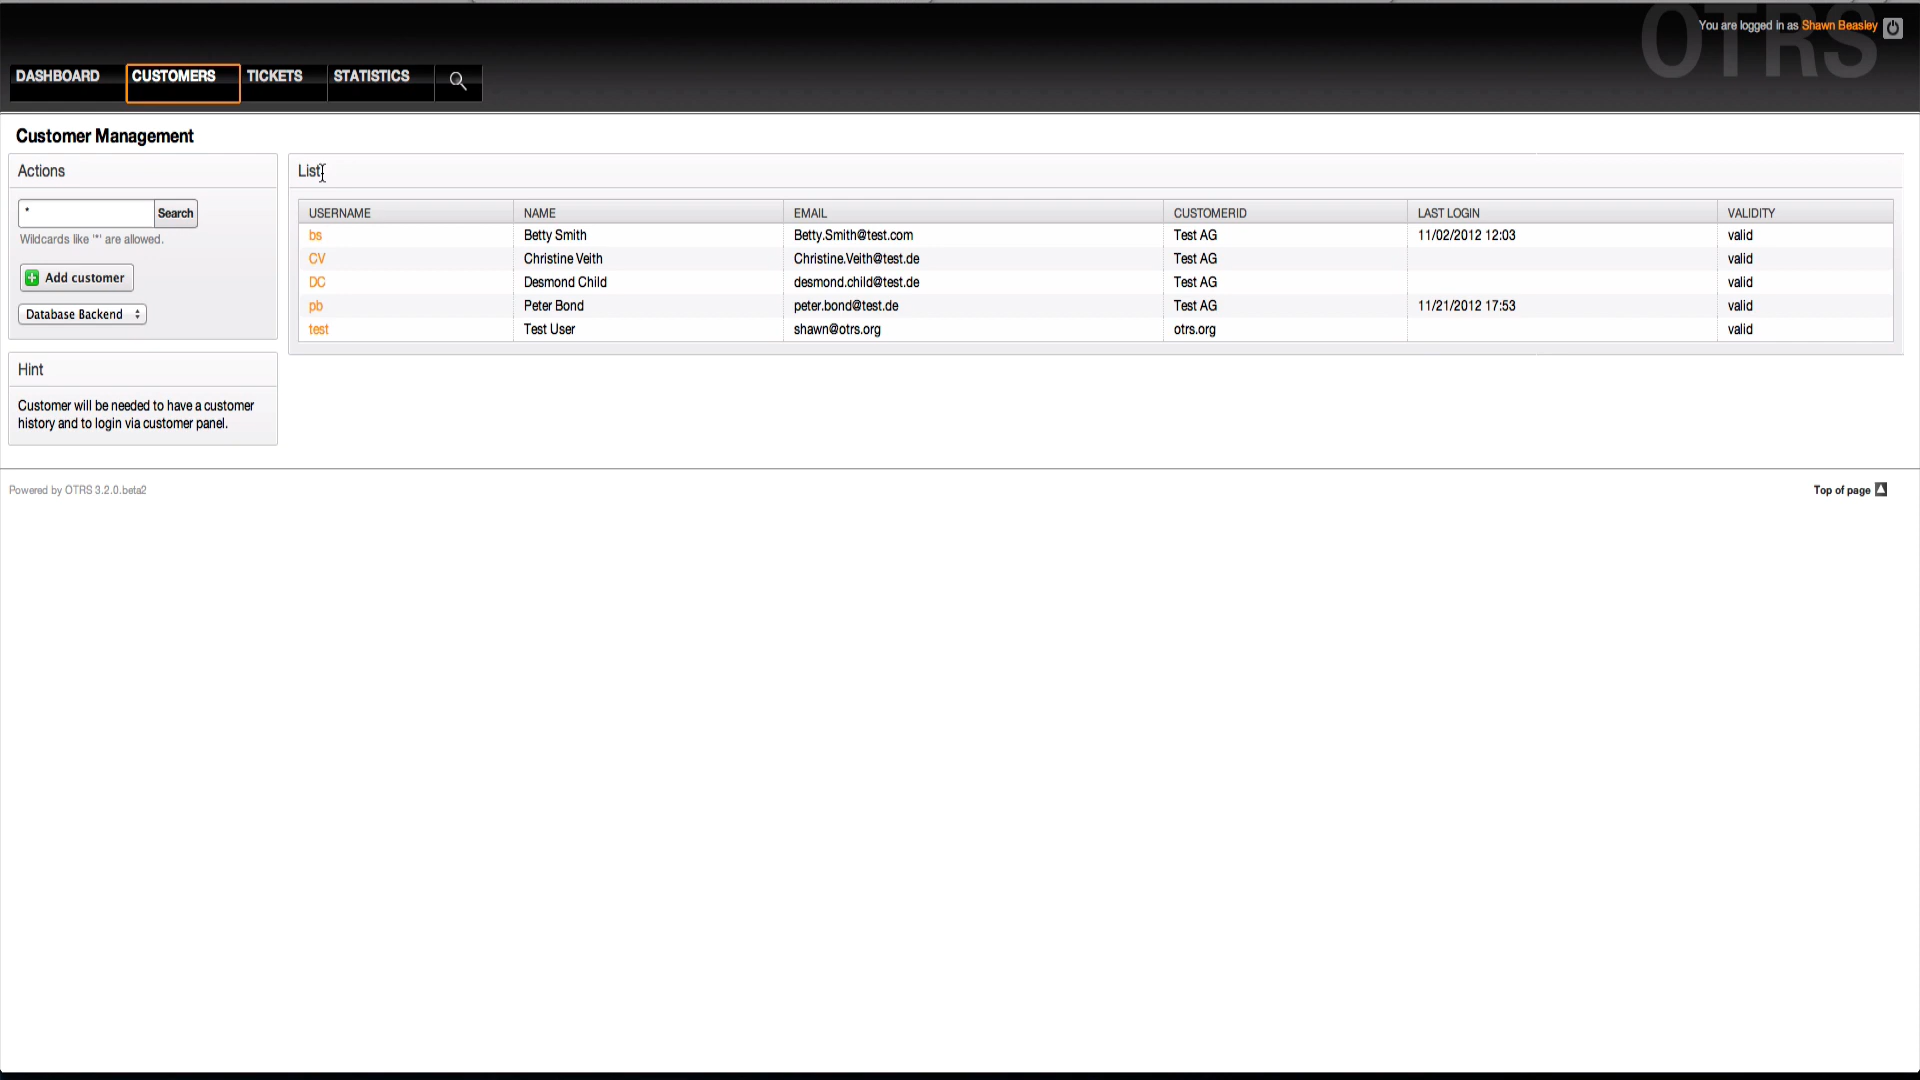 OTRS
You are logged in as Shawn Beasley
DASHBOARD CUSTOMERS TICKETS STATISTICS
Customer Management
Actions
*
Search
Wildcards like '*' are allowed.
Add customer
Database Backend
Hint
Customer will be needed to have a customer
history and to login via customer panel.
List
USERNAME NAME EMAIL CUSTOMERID LAST LOGIN VALIDITY
bs Betty Smith Betty.Smith@test.com Test AG 11/02/2012 12:03 valid
CV Christine Veith Christine.Veith@test.de Test AG valid
DC Desmond Child desmond.child@test.de Test AG valid
pb Peter Bond peter.bond@test.de Test AG 11/21/2012 17:53 valid
test Test User shawn@otrs.org otrs.org valid
Powered by OTRS 3.2.0.beta2
Top of page